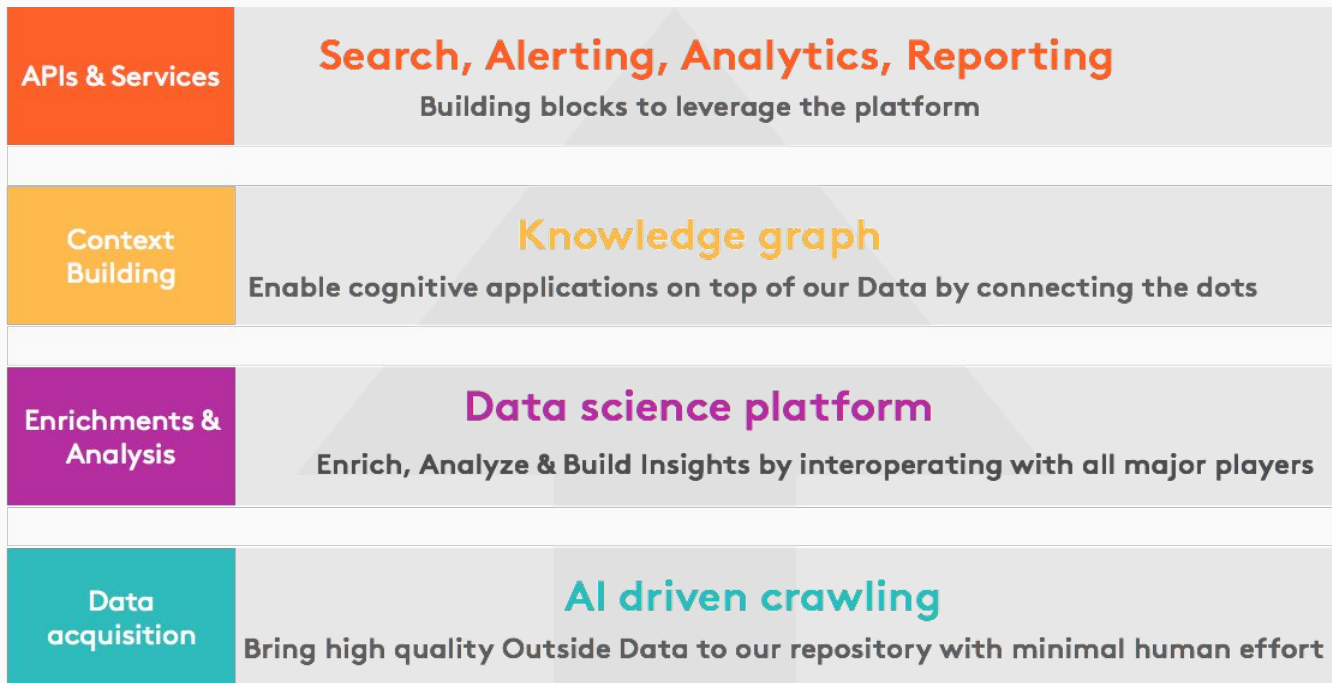 APIs & Services
Search, Alerting, Analytics, Reporting
Building blocks to leverage the platform
Context
Building
Knowledge graph
Enable cognitive applications on top of our Data by connecting the dots
Enrichments &
Analysis
Data science platform
Enrich, Analyze & Build Insights by interoperating with all major players
Data
acquisition
AI driven crawling
Bring high quality Outside Data to our repository with minimal human effort